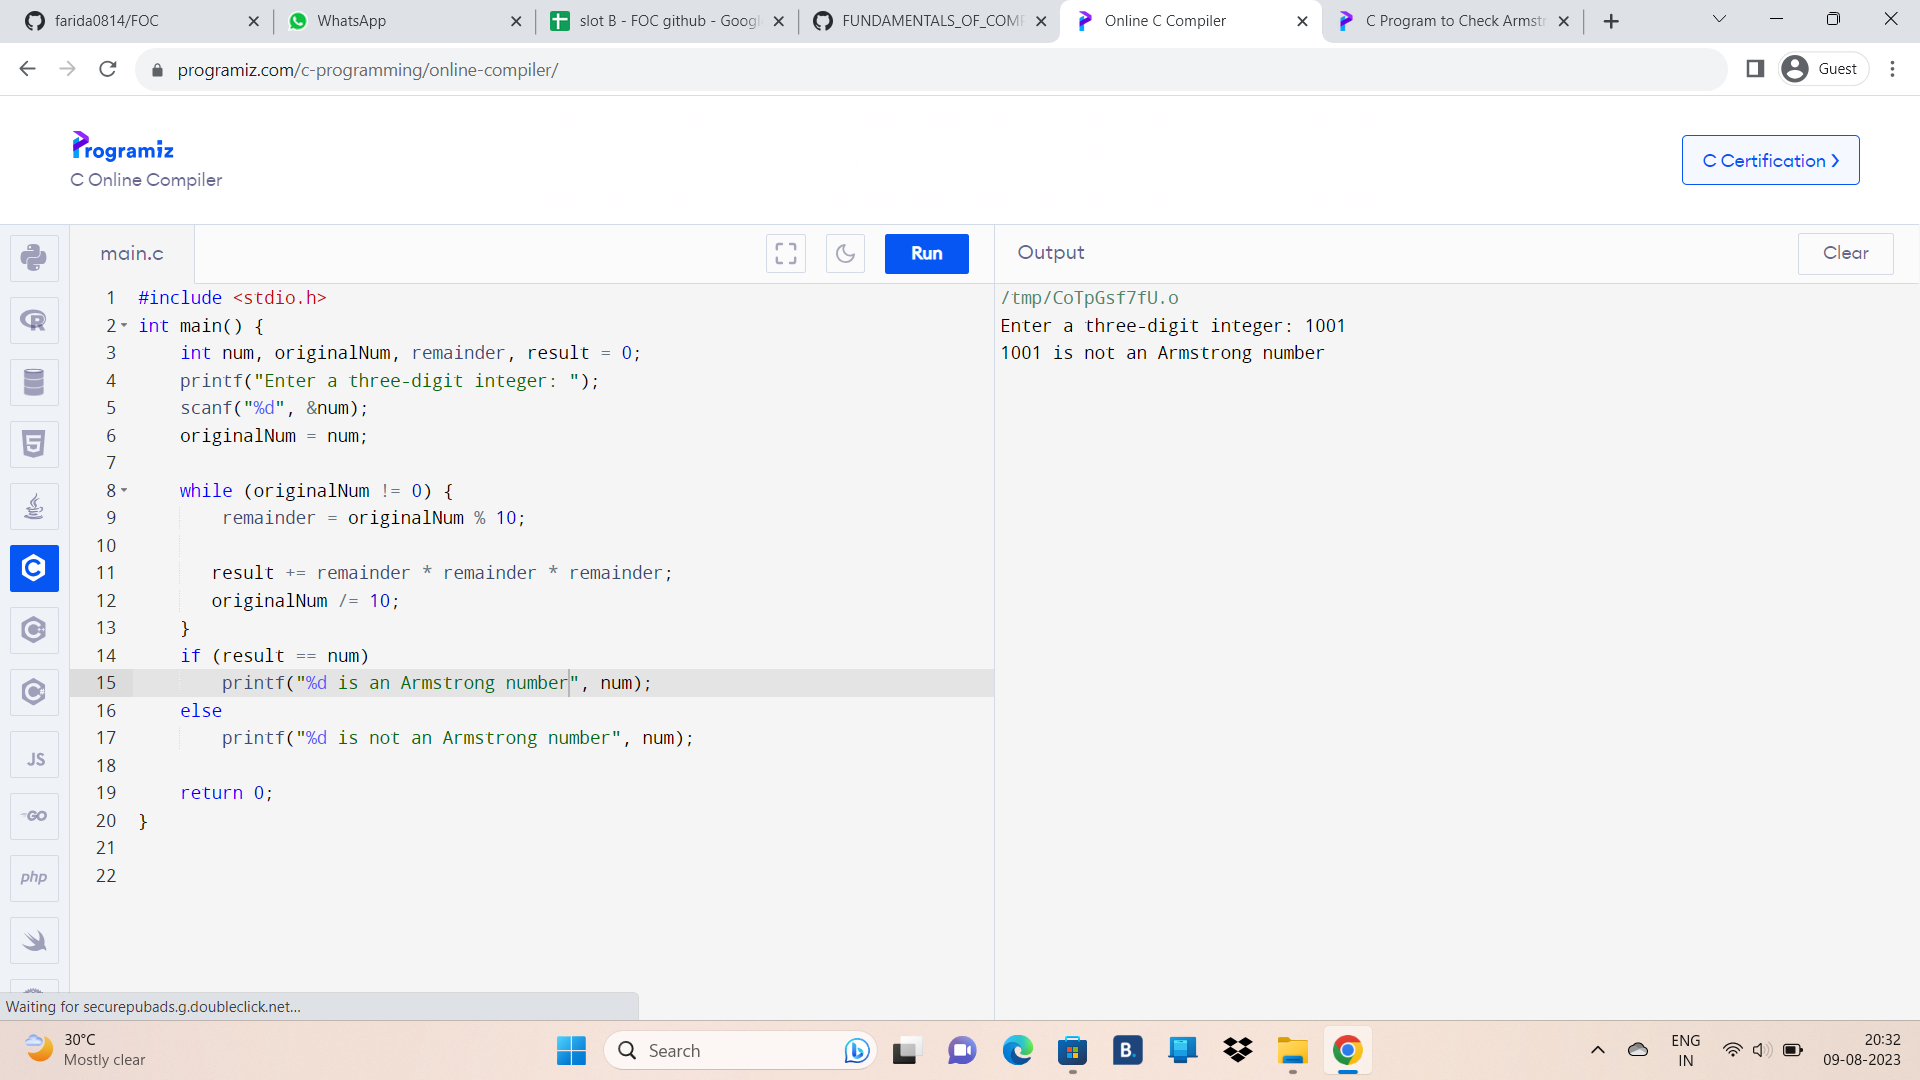 farida0814/FOC
WhatsApp
slot B - FOC github - Googl
FUNDAMENTALS_OF_COMP
Online C Compiler
C Program to Check Armstr
programiz.com/c-programming/online-compiler/
Guest
Programiz
C Online Compiler
C Certification
main.c
Run
Output
Clear
1 #include <stdio.h>
2 int main() {
3 int num, originalNum, remainder, result = 0;
4 printf("Enter a three-digit integer: ");
5 scanf("%d", &num);
6 originalNum = num;
7
8 while (originalNum != 0) {
9 remainder = originalNum % 10;
10
11 result += remainder * remainder * remainder;
12 originalNum /= 10;
13 }
14 if (result == num)
15 printf("%d is an Armstrong number", num);
16 else
17 printf("%d is not an Armstrong number", num);
18
19 return 0;
20 }
21
22
/tmp/CoTpGsf7fU.o
Enter a three-digit integer: 1001
1001 is not an Armstrong number
R
5
C
JS
GO
php
Waiting for securepubads.g.doubleclick.net...
30°C
Mostly clear
Search
B.
ENG
IN
20:32
09-08-2023